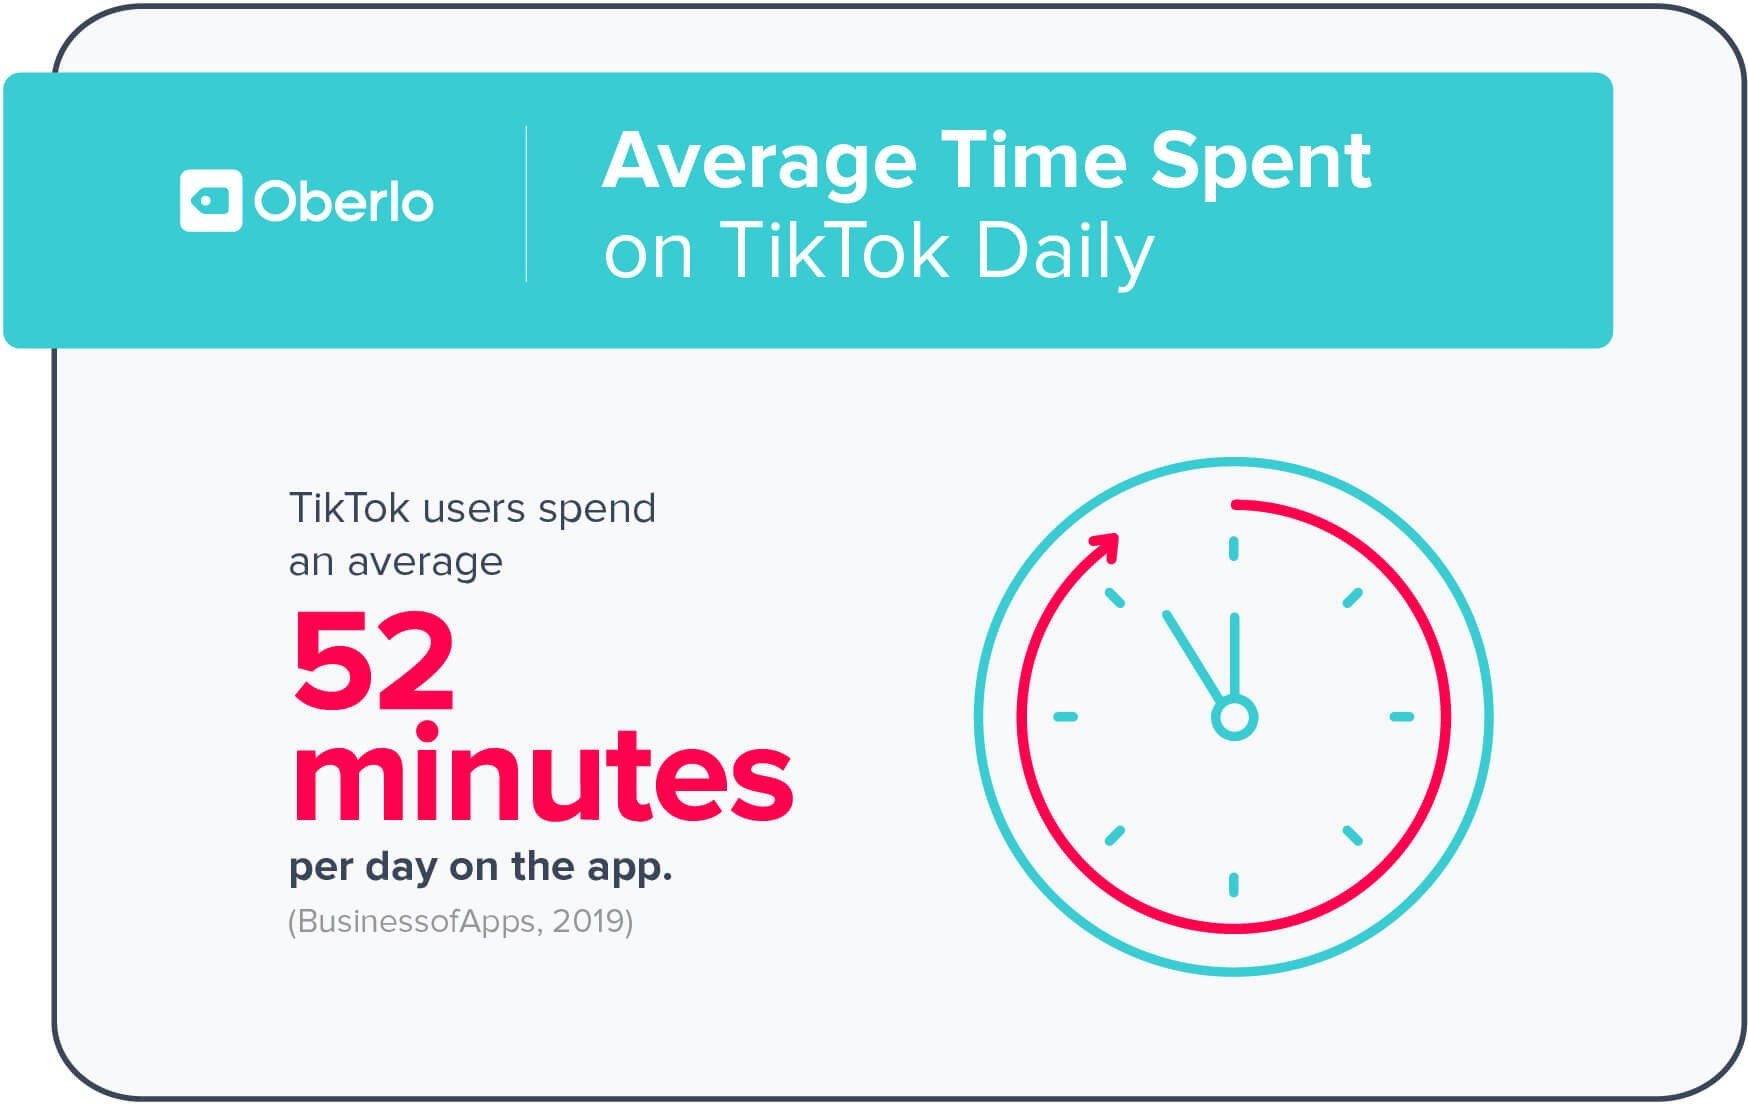 Oberlo
Average Time Spent
on TikTok Daily
TikTok users spend
an average
52
minutes
per day on the app.
(BusinessofApps, 2019)